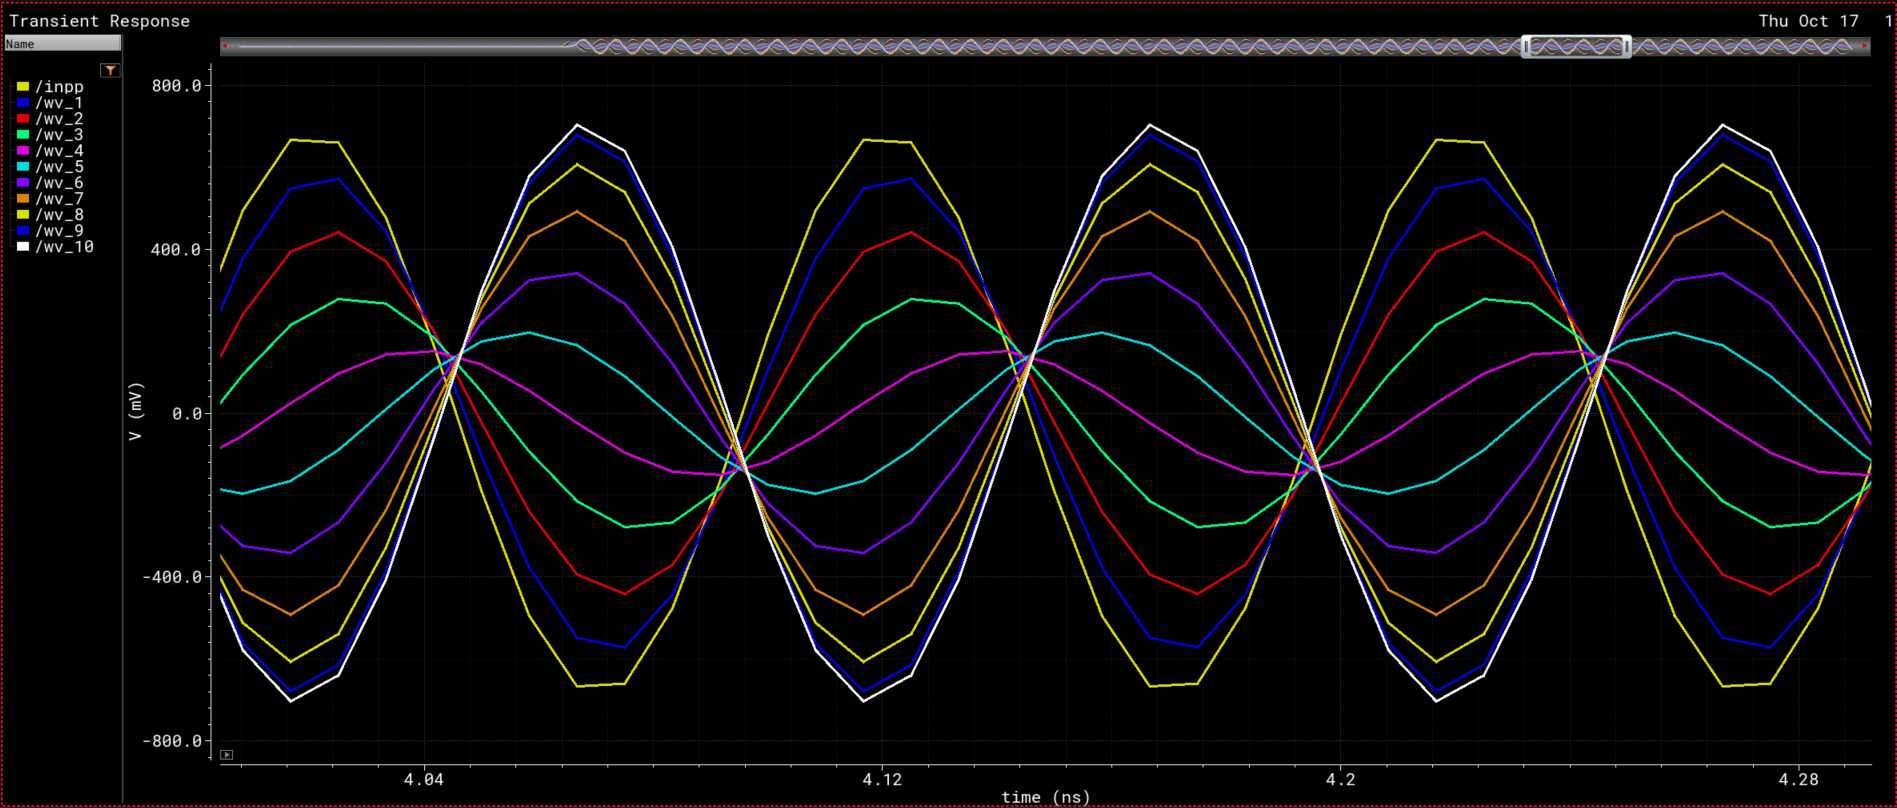 Transient Response
Thu Oct 17 1
Name
/inpp
/wv_1
/wv_2
/wv_3
/wv_4
/wv_5
/wv_6
/wv_7
/wv_8
/wv_9
/wv_10
800.0
400.0
0.0
-400.0
-800.0
V (mV)
4.04
4.12
4.2
4.28
time (ns)